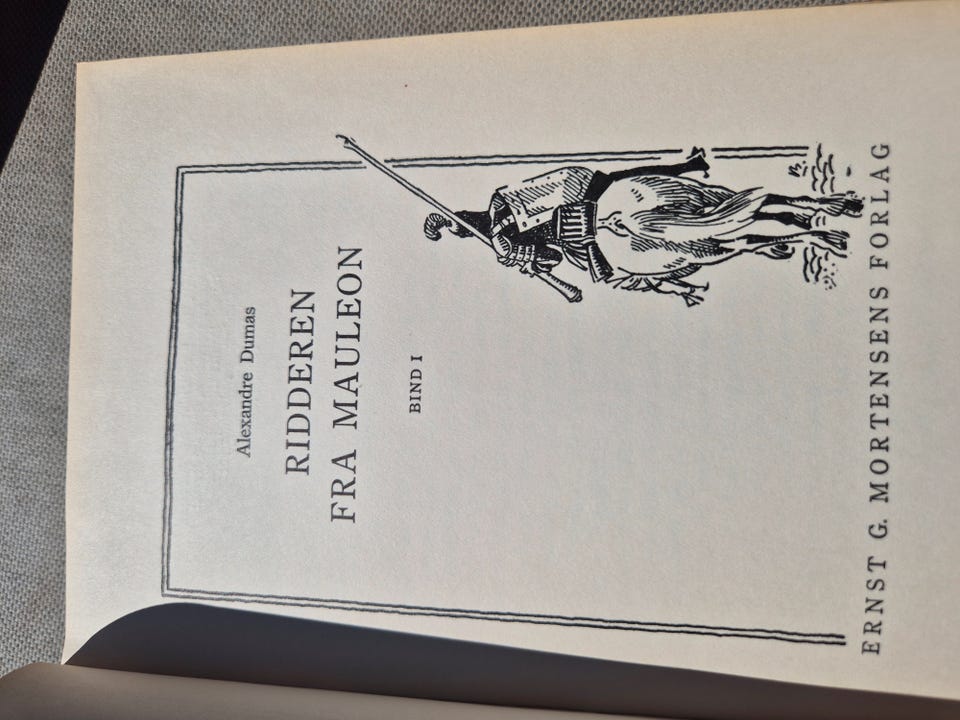 Alexandre Dumas
RIDDEREN
FRA MAULEON
BIND I
ERNST G. MORTENSENS FORLAG